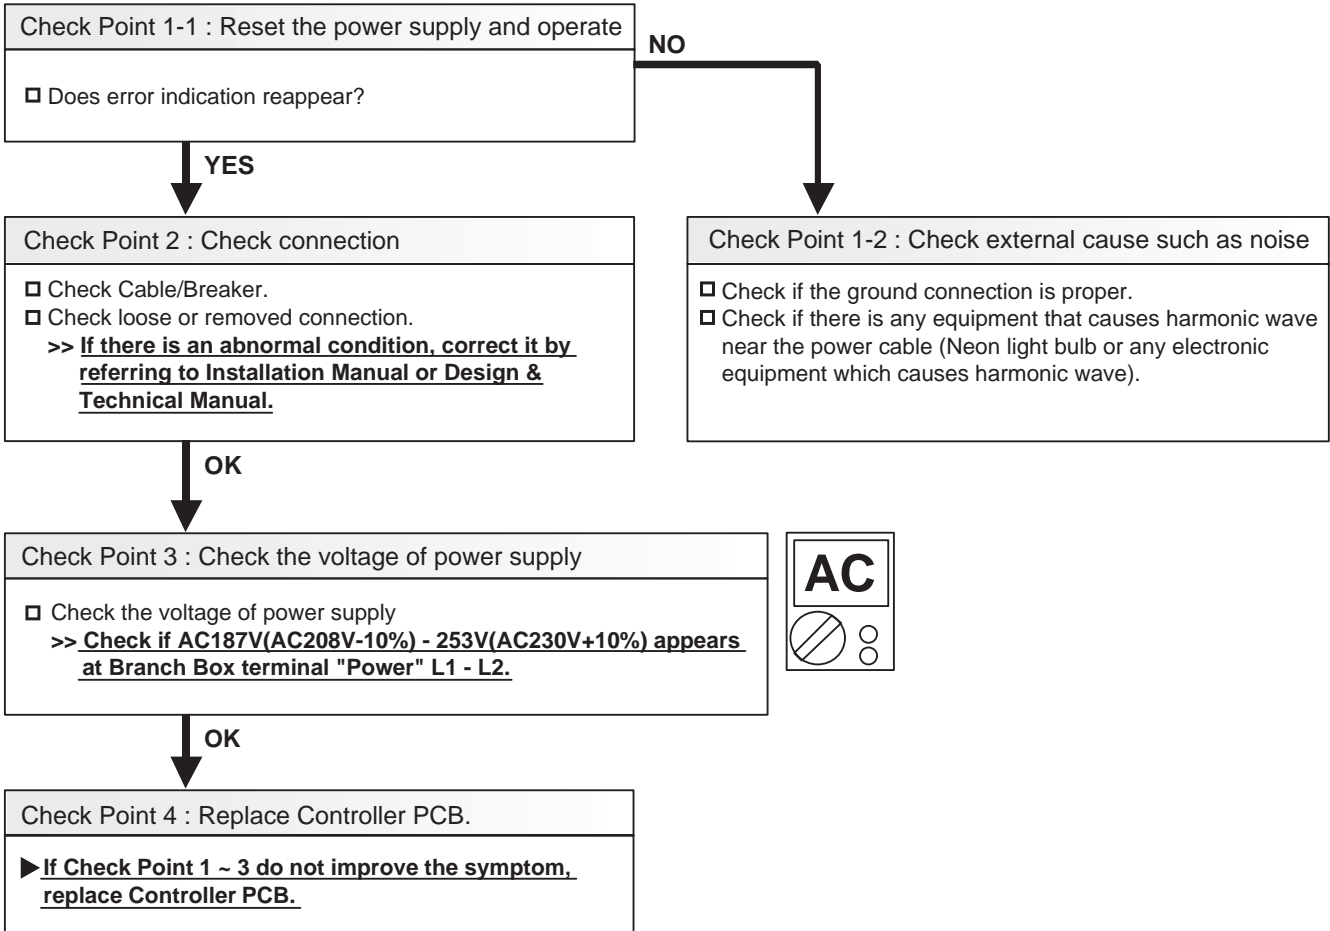 Check Point 1-1 : Reset the power supply and operate
NO
Does error indication reappear?
YES
Check Point 2 : Check connection
Check Cable/Breaker.
Check loose or removed connection.
>> If there is an abnormal condition, correct it by
referring to Installation Manual or Design &
Technical Manual.
Check Point 1-2 : Check external cause such as noise
Check if the ground connection is proper.
Check if there is any equipment that causes harmonic wave
near the power cable (Neon light bulb or any electronic
equipment which causes harmonic wave).
OK
Check Point 3 : Check the voltage of power supply
Check the voltage of power supply
>> Check if AC187V(AC208V-10%) - 253V(AC230V+10%) appears
at Branch Box terminal "Power" L1 - L2.
AC
OK
Check Point 4 : Replace Controller PCB.
If Check Point 1 ~ 3 do not improve the symptom,
replace Controller PCB.